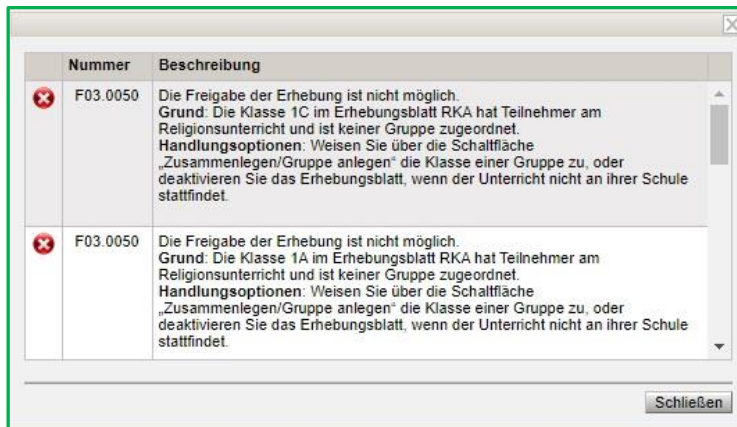 Nummer Beschreibung
F03.0050 Die Freigabe der Erhebung ist nicht möglich.
Grund: Die Klasse 1C im Erhebungsblatt RKA hat Teilnehmer am
Religionsunterricht und ist keiner Gruppe zugeordnet.
Handlungsoptionen: Weisen Sie über die Schaltfläche
„Zusammenlegen/Gruppe anlegen“ die Klasse einer Gruppe zu, oder
deaktivieren Sie das Erhebungsblatt, wenn der Unterricht nicht an ihrer Schule
stattfindet.
F03.0050 Die Freigabe der Erhebung ist nicht möglich.
Grund: Die Klasse 1A im Erhebungsblatt RKA hat Teilnehmer am
Religionsunterricht und ist keiner Gruppe zugeordnet.
Handlungsoptionen: Weisen Sie über die Schaltfläche
„Zusammenlegen/Gruppe anlegen“ die Klasse einer Gruppe zu, oder
deaktivieren Sie das Erhebungsblatt, wenn der Unterricht nicht an ihrer Schule
stattfindet.
Schließen